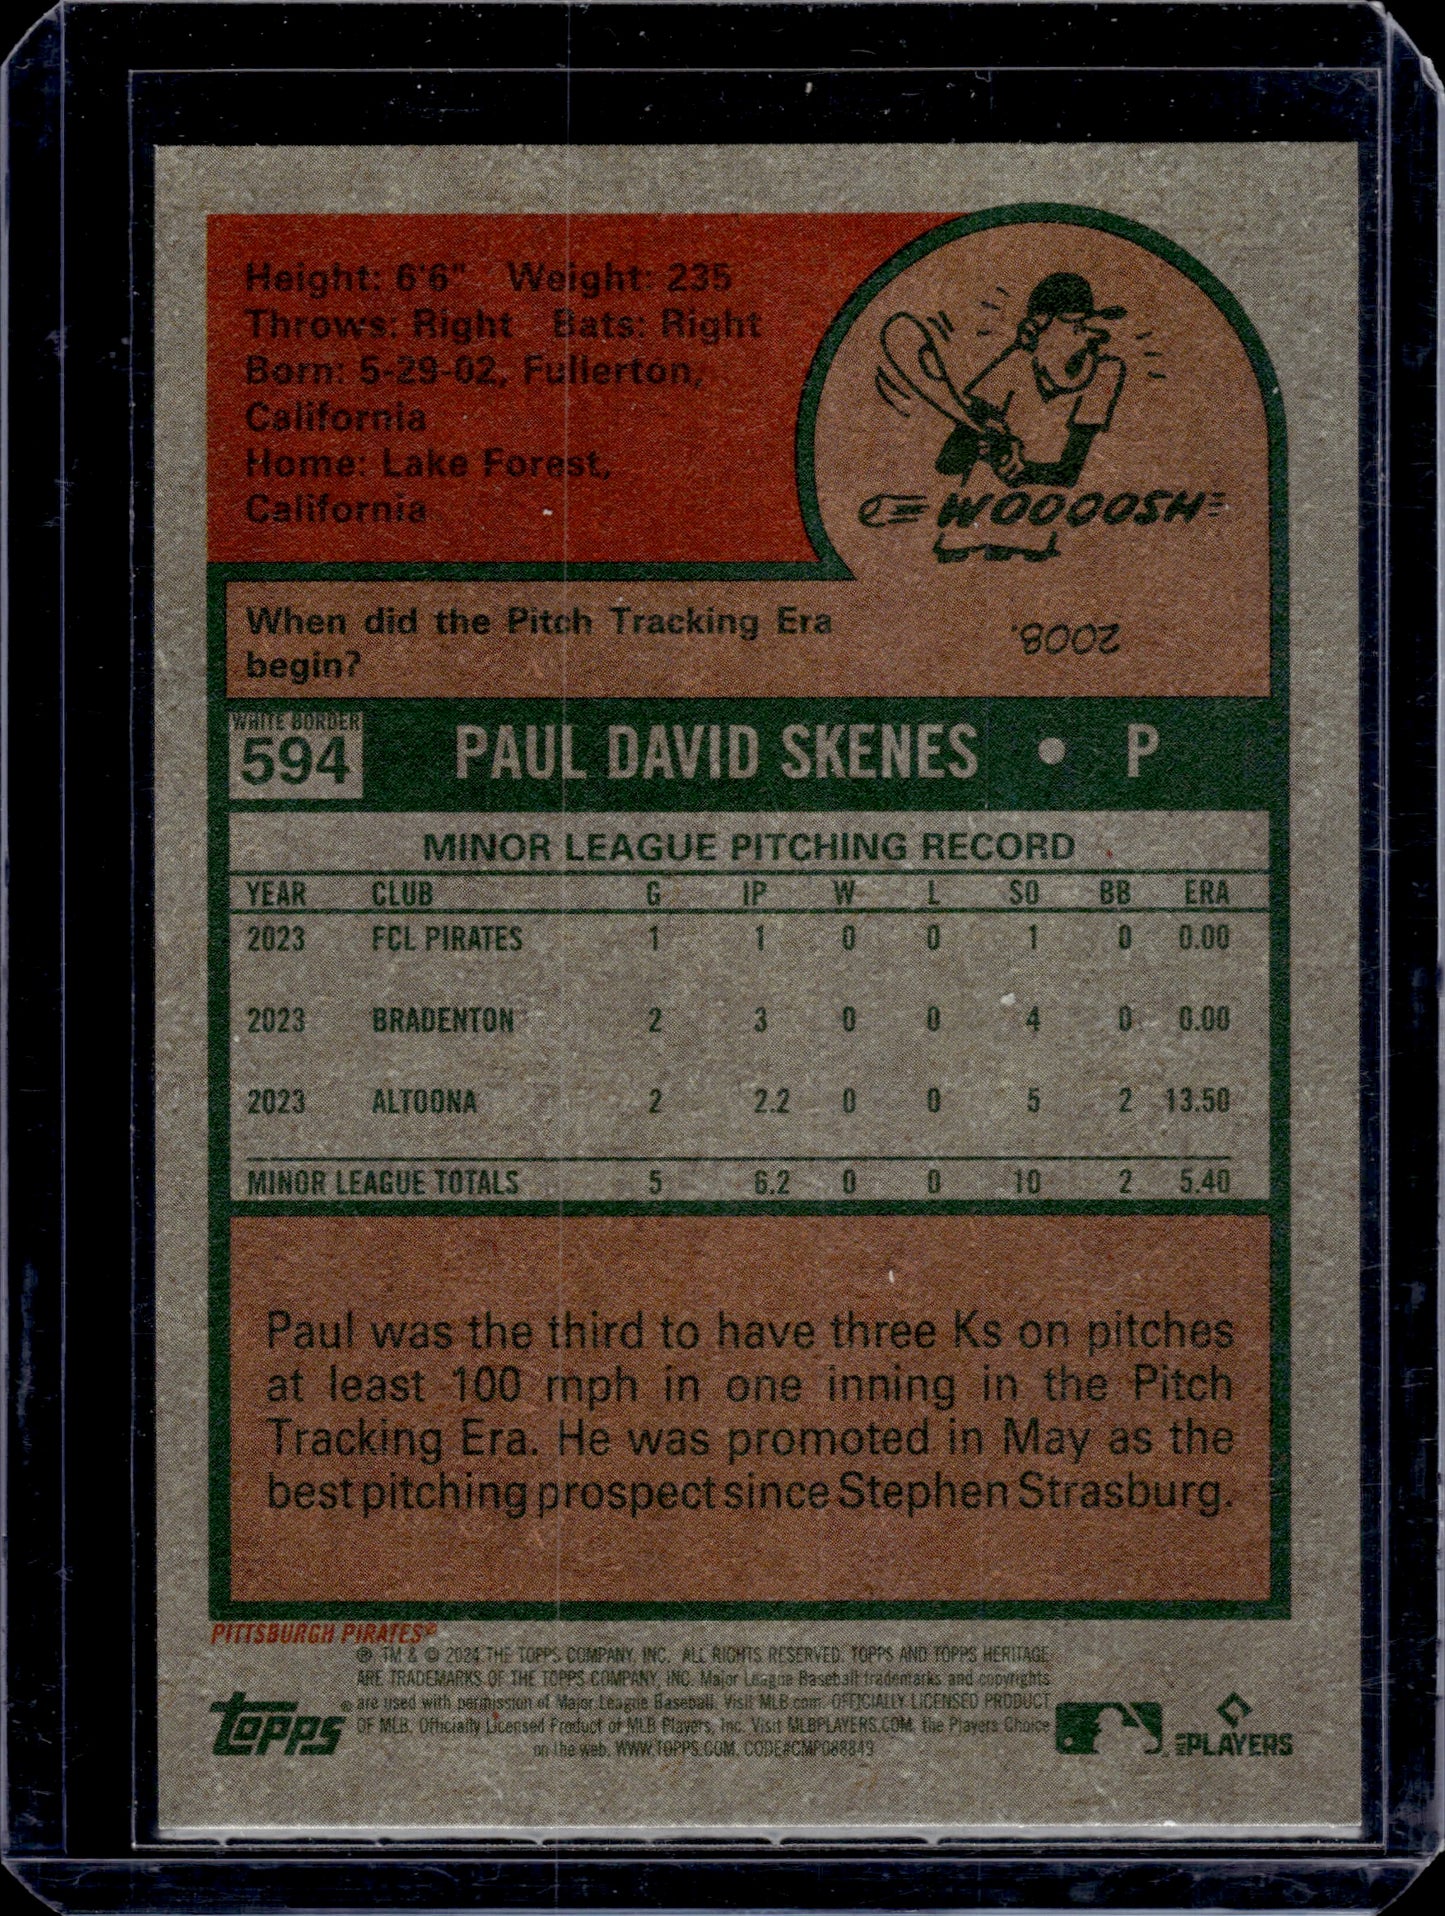 Height: 6'6" Weight: 235
Throws: Right Bats: Right
Born: 5-29-02, Fullerton,
California
Home: Lake Forest,
California
WOOOOSH
When did the Pitch Tracking Era
begin?
2008.
WHITE BORDER
594
PAUL DAVID SKENES • P
MINOR LEAGUE PITCHING RECORD
YEAR CLUB G IP W L SO BB ERA
2023 FCL PIRATES 1 1 0 0 1 0 0.00
2023 BRADENTON 2 3 0 0 4 0 0.00
2023 ALTOONA 2 2.2 0 0 5 2 13.50
MINOR LEAGUE TOTALS 5 6.2 0 0 10 2 5.40
Paul was the third to have three Ks on pitches
at least 100 mph in one inning in the Pitch
Tracking Era. He was promoted in May as the
best pitching prospect since Stephen Strasburg.
PITTSBURGH PIRATES®
®, TM & © 2024 THE TOPPS COMPANY, INC. ALL RIGHTS RESERVED. TOPPS AND TOPPS HERITAGE
ARE TRADEMARKS OF THE TOPPS COMPANY, INC. Major League Baseball trademarks and copyrights
are used with permission of Major League Baseball. Visit MLB.com. OFFICIALLY LICENSED PRODUCT
OF MLB. Officially Licensed Product of MLB Players, Inc. Visit MLBPLAYERS.COM, the Players Choice
on the web. WWW.TOPPS.COM. CODE#CMP088849
topps ®
MLB PLAYERS